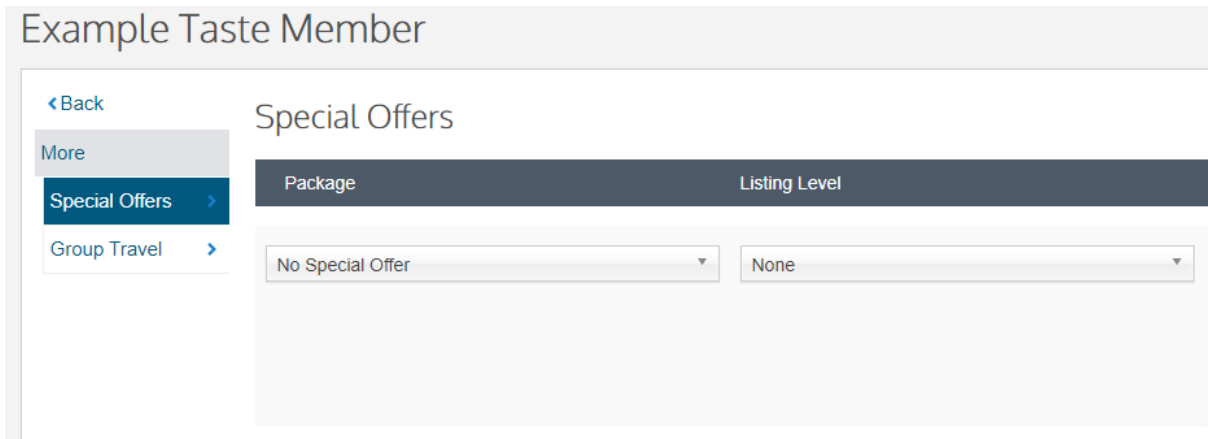 Example Taste Member
Back
Special Offers
More
Package Listing Level
Special Offers
Group Travel
No Special Offer None